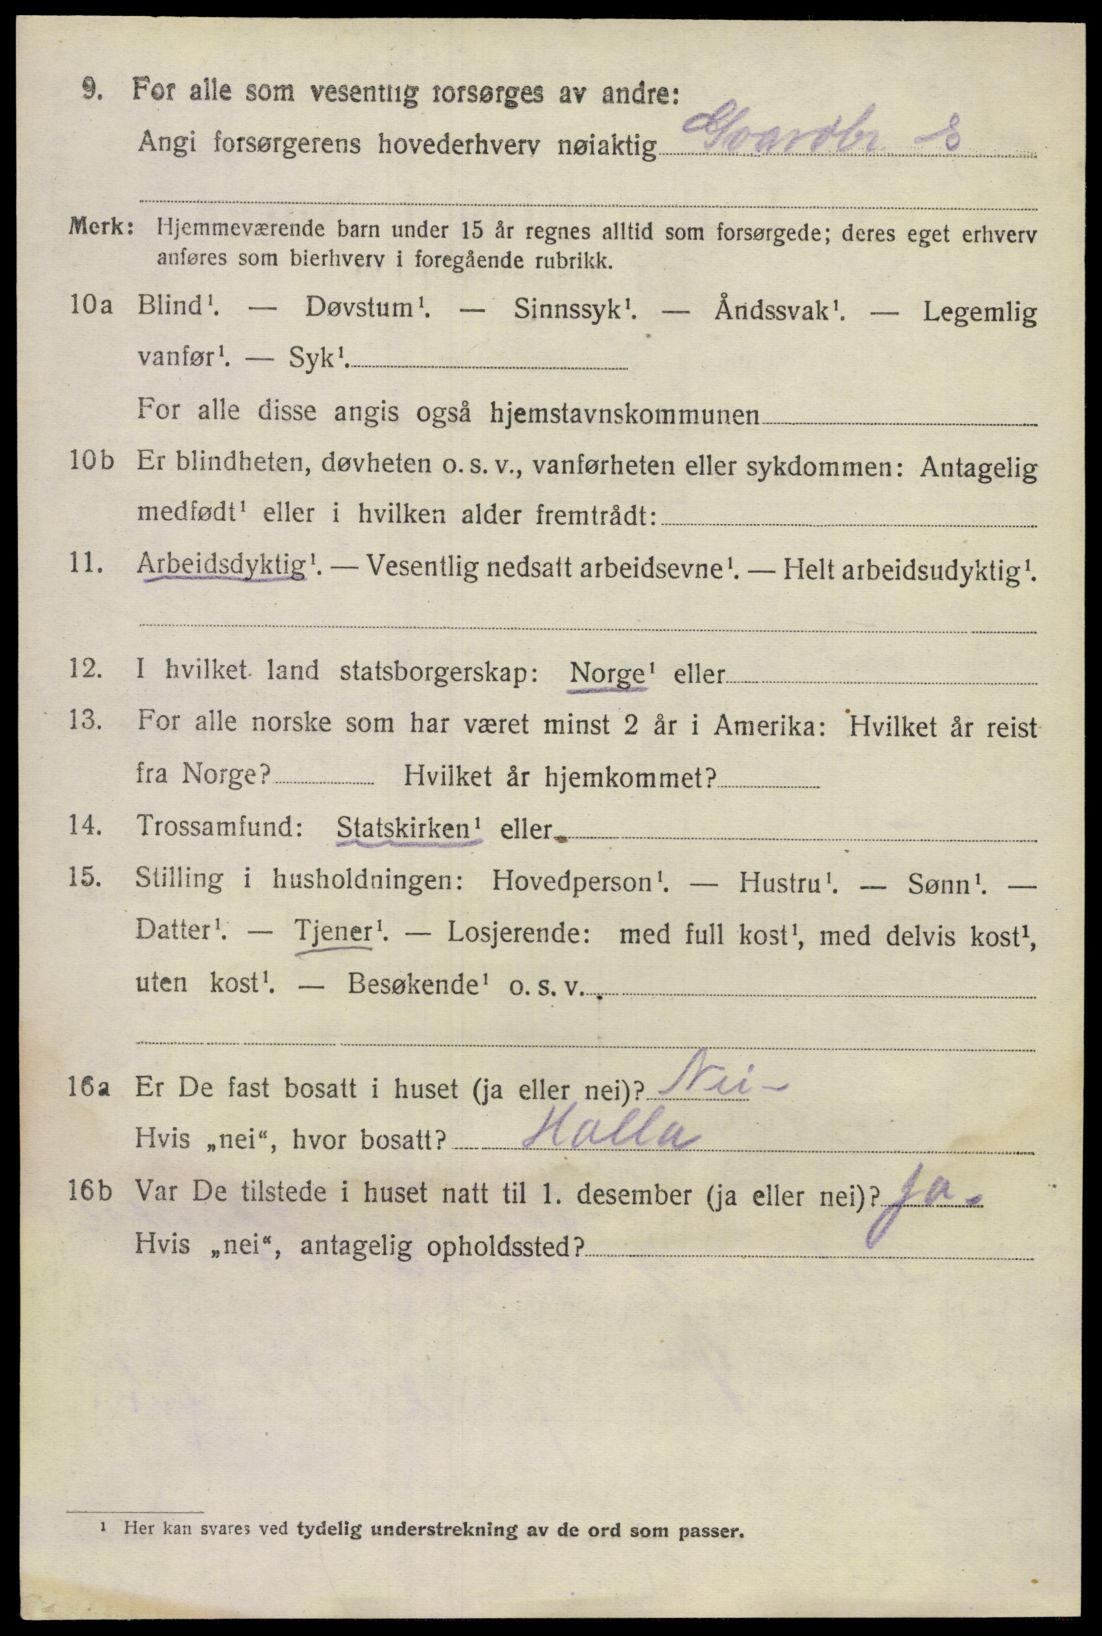 9. For alle som vesentlig forsørges av andre:
Angi forsørgerens hovederhverv nøiaktig Gaardbr S
Merk: Hjemmeværende barn under 15 år regnes alltid som forsørgede; deres eget erhverv
anføres som bierhverv i foregående rubrikk.
10a Blind¹. — Døvstum¹. — Sinnssyk¹. — Åndssvak¹. — Legemlig
vanfør¹. — Syk¹.
For alle disse angis også hjemstavnskommunen
10b Er blindheten, døvheten o. s. v., vanførheten eller sykdommen: Antagelig
medfødt¹ eller i hvilken alder fremtrådt:
11. Arbeidsdyktig¹. — Vesentlig nedsatt arbeidsevne¹. — Helt arbeidsudyktig¹.
12. I hvilket land statsborgerskap: Norge¹ eller
13. For alle norske som har været minst 2 år i Amerika: Hvilket år reist
fra Norge? Hvilket år hjemkommet?
14. Trossamfund: Statskirken¹ eller
15. Stilling i husholdningen: Hovedperson¹. — Hustru¹. — Sønn¹. —
Datter¹. — Tjener¹. — Losjerende: med full kost¹, med delvis kost¹,
uten kost¹. — Besøkende¹ o. s. v.
16a Er De fast bosatt i huset (ja eller nei)? Nei –
Hvis „nei“, hvor bosatt? Holla
16b Var De tilstede i huset natt til 1. desember (ja eller nei)? Ja.
Hvis „nei“, antagelig opholdssted?
¹ Her kan svares ved tydelig understrekning av de ord som passer.